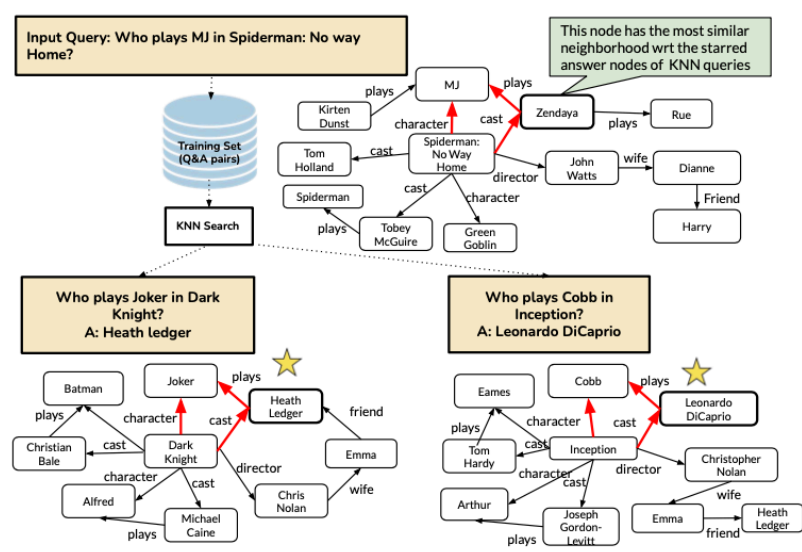 Input Query: Who plays MJ in Spiderman: No way
Home?
This node has the most similar
neighborhood wrt the starred
answer nodes of KNN queries
MJ
plays
plays
Kirten
Dunst
Zendaya
plays
Rue
character
cast
Training Set
(Q&A pairs)
Tom
Holland
cast
Spiderman:
No Way
Home
director
John
Watts
wife
Dianne
Friend
Harry
cast
character
Spiderman
plays
Tobey
McGuire
Green
Goblin
KNN Search
Who plays Joker in Dark
Knight?
A: Heath ledger
Who plays Cobb in
Inception?
A: Leonardo DiCaprio
Batman
Joker
plays
Heath
Ledger
plays
character
cast
friend
Christian
Bale
cast
Dark
Knight
Emma
character
cast
director
wife
Alfred
Chris
Nolan
plays
Michael
Caine
Eames
Cobb
plays
Leonardo
DiCaprio
plays
character
cast
Tom
Hardy
cast
Inception
director
Christopher
Nolan
character
cast
wife
Arthur
plays
Joseph
Gordon-
Levitt
Emma
friend
Heath
Ledger